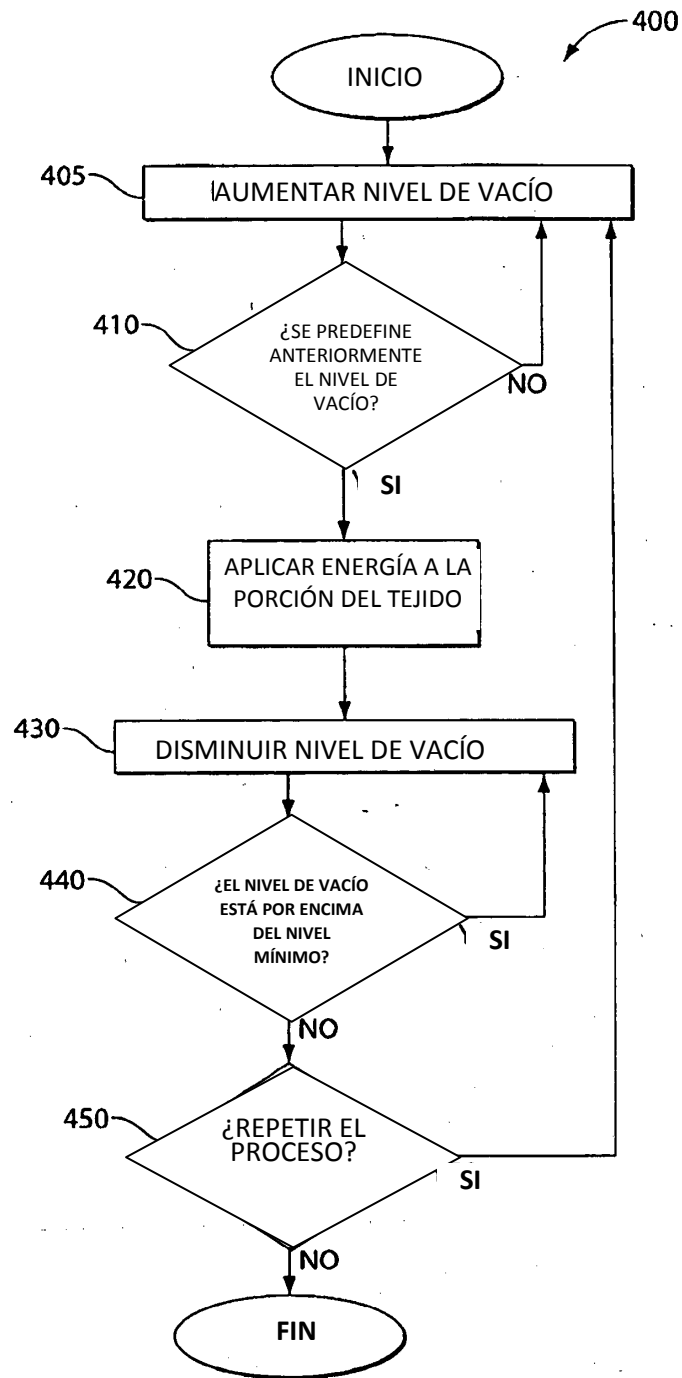 400
INICIO
405
AUMENTAR NIVEL DE VACÍO
410
¿SE PREDEFINE
ANTERIORMENTE
EL NIVEL DE
VACÍO?
NO
SI
420
APLICAR ENERGÍA A LA
PORCIÓN DEL TEJIDO
430
DISMINUIR NIVEL DE VACÍO
440
¿EL NIVEL DE VACÍO
ESTÁ POR ENCIMA
DEL NIVEL
MÍNIMO?
SI
NO
450
¿REPETIR EL
PROCESO?
SI
NO
FIN